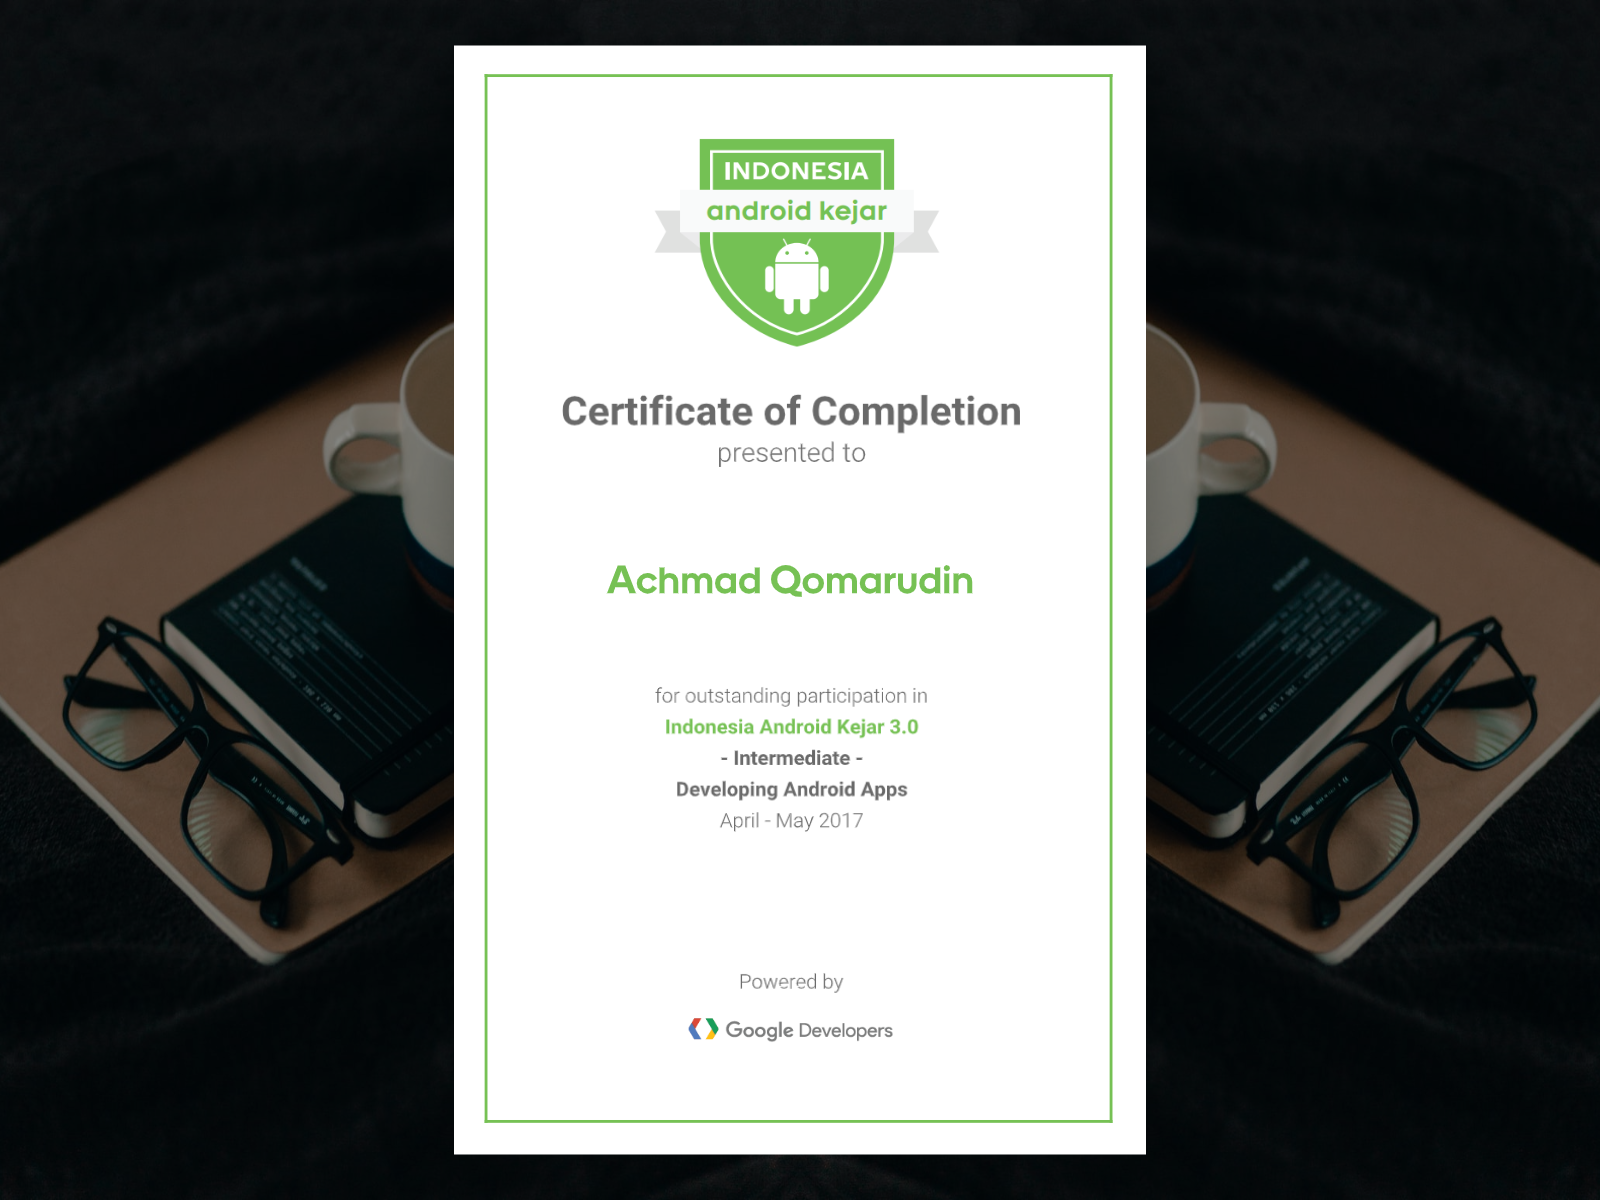 INDONESIA
android kejar
Certificate of Completion
presented to
Achmad Qomarudin
for outstanding participation in
Indonesia Android Kejar 3.0
- Intermediate -
Developing Android Apps
April - May 2017
Powered by
Google Developers